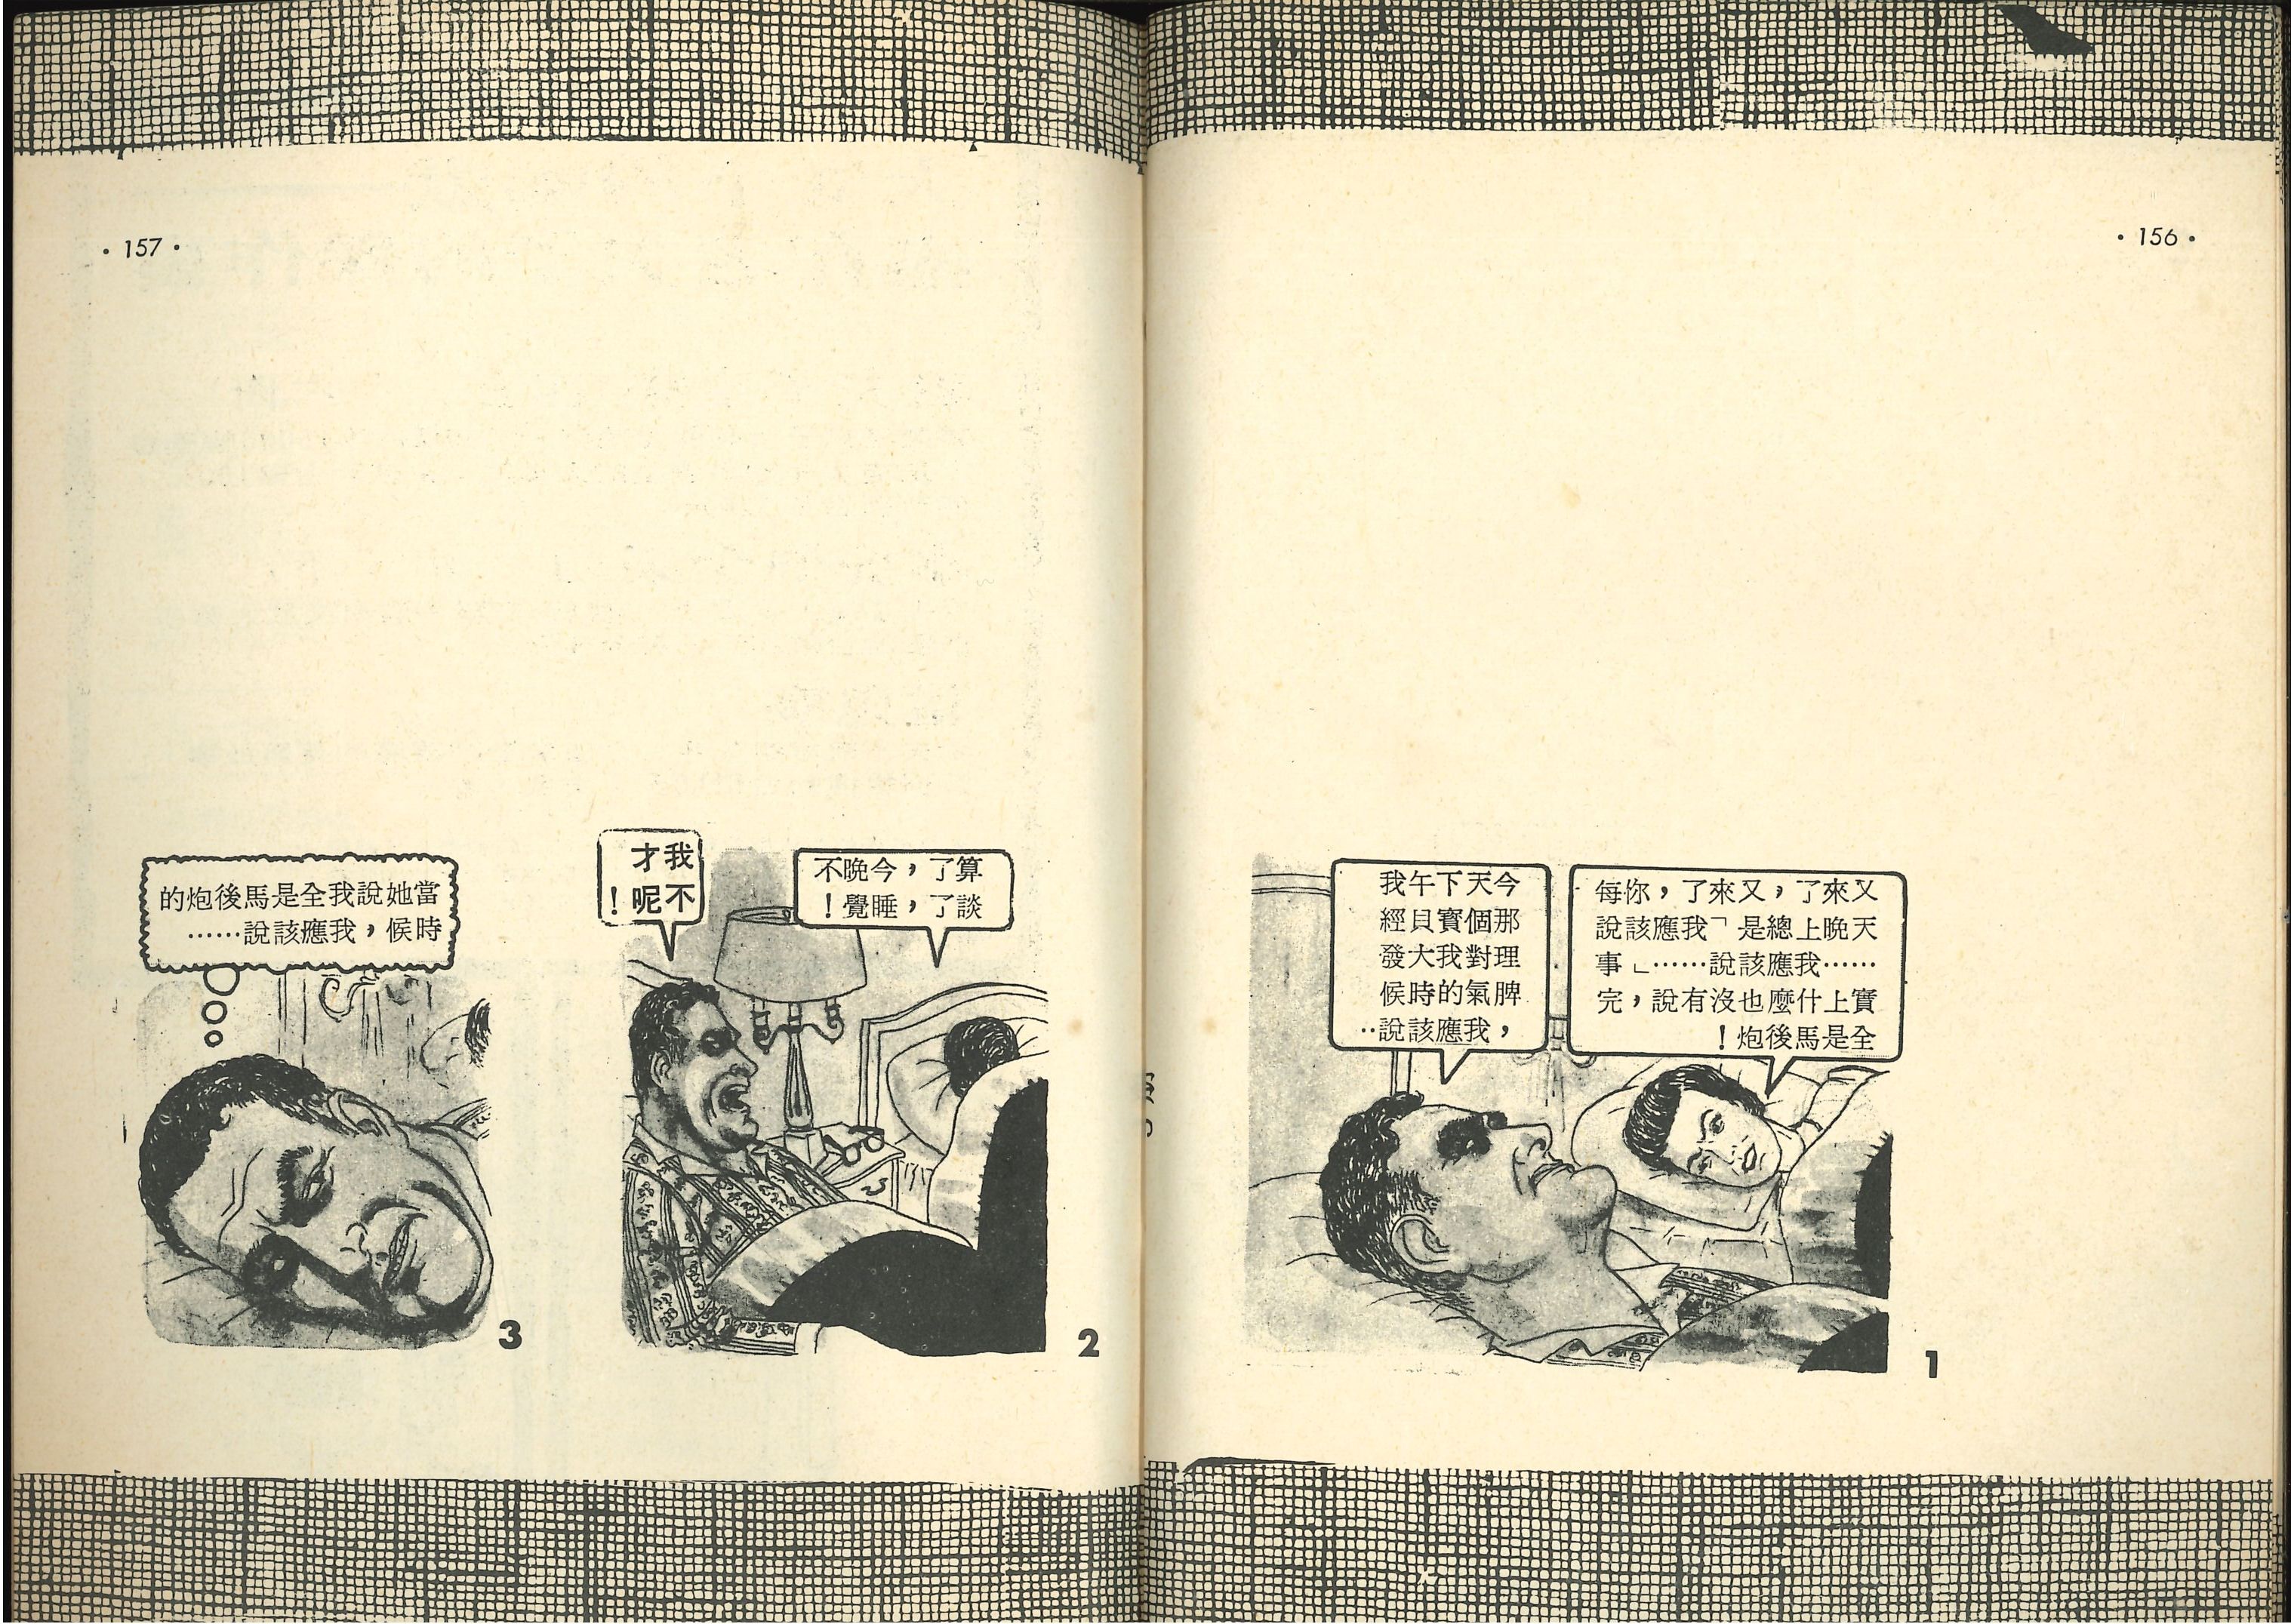 • 156 •
又來了，又來了，你每
天晚上總是「我應該說
……我應該說……」事
實上什麼也沒有說，完
全是馬後炮！
今天下午我
那個寶貝經
理對我大發
脾氣的時候
，我應該說‥
1
• 157 •
算了，今晚不
談了，睡覺！
我才
不呢！
2
當她說我全是馬後炮的
時候，我應該說……
3